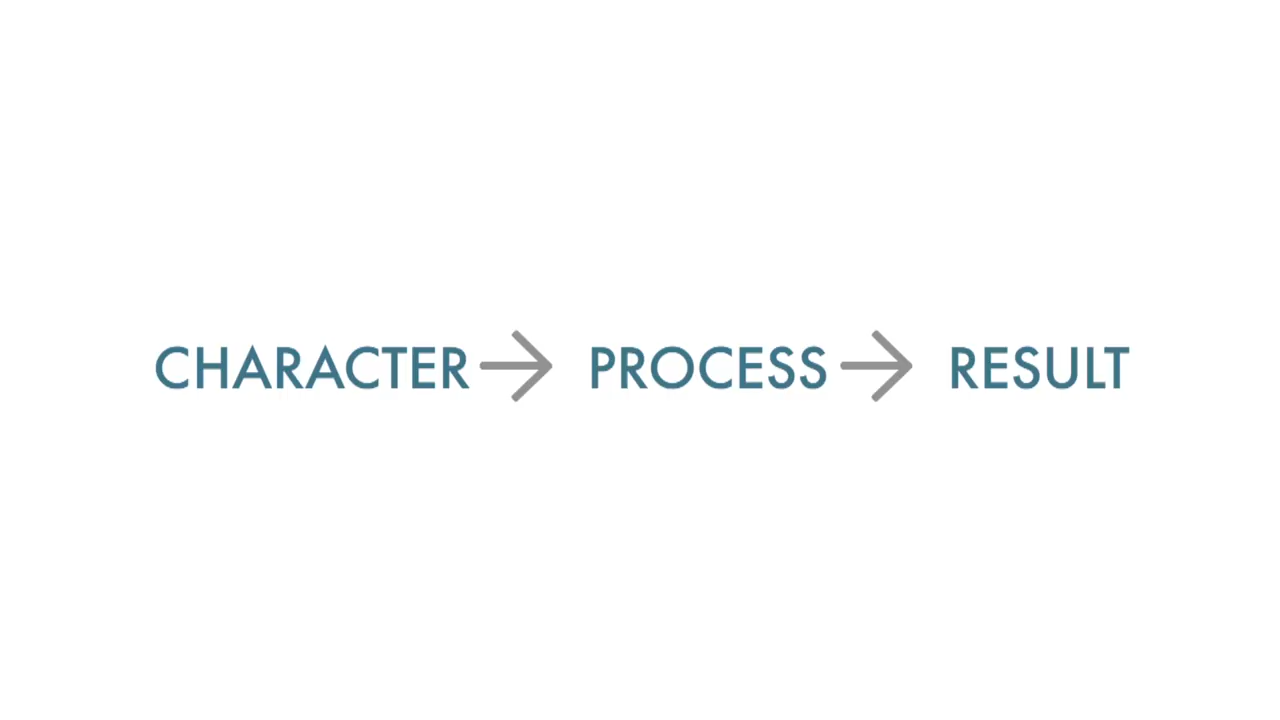 CHARACTER → PROCESS → RESULT